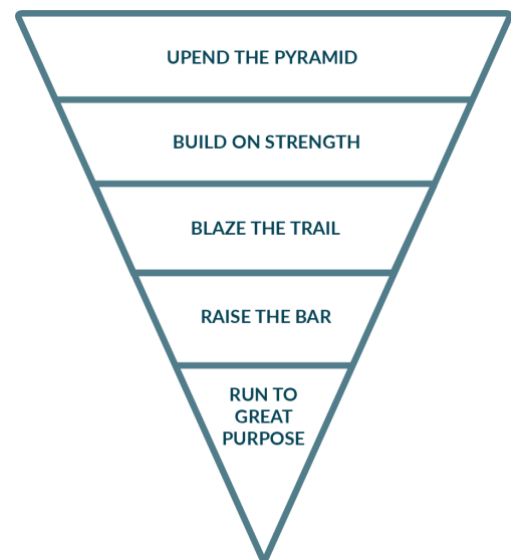 UPEND THE PYRAMID
BUILD ON STRENGTH
BLAZE THE TRAIL
RAISE THE BAR
RUN TO
GREAT
PURPOSE